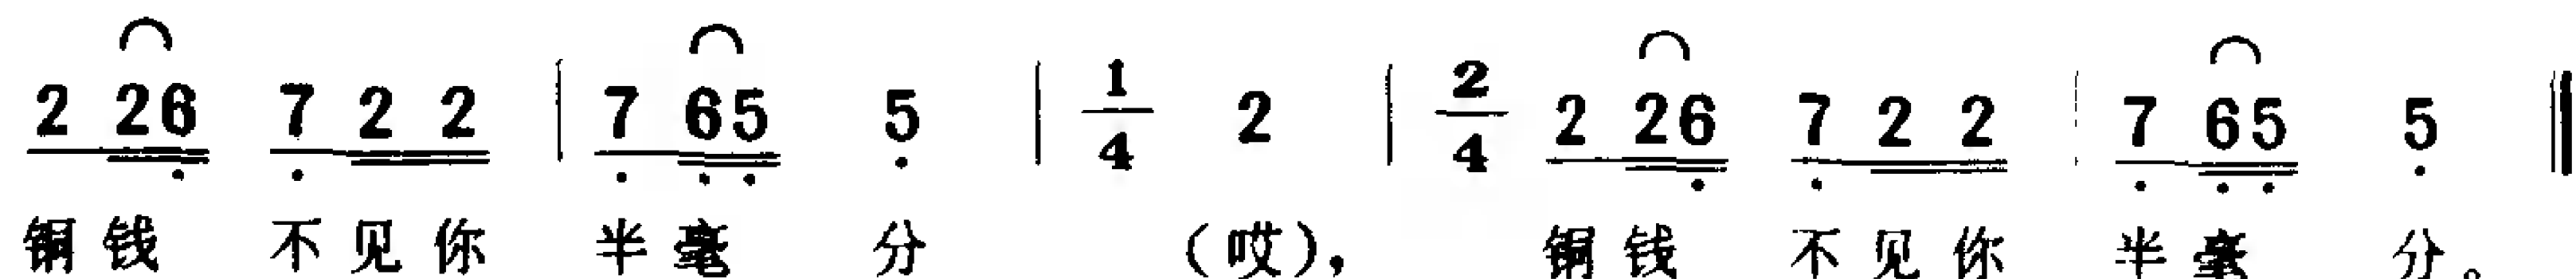 2 26 7 2 2 | 7 65 5 | 1/4 2 | 2/4 2 26 7 2 2 | 7 65 5 ‖
铜钱 不见你 半毫 分 (哎), 铜钱 不见你 半毫 分。